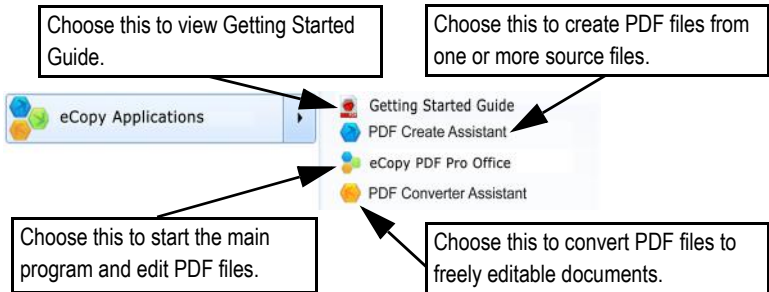 Choose this to view Getting Started
Guide.
Choose this to create PDF files from
one or more source files.
eCopy Applications
Getting Started Guide
PDF Create Assistant
eCopy PDF Pro Office
PDF Converter Assistant
Choose this to start the main
program and edit PDF files.
Choose this to convert PDF files to
freely editable documents.